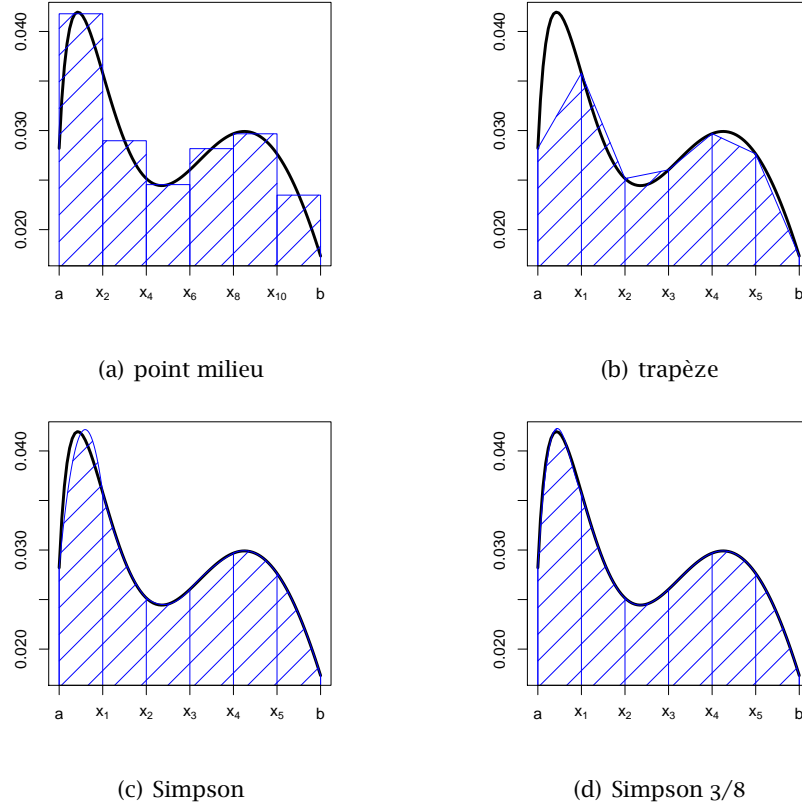 0.040
0.030
0.020
a x₂ x₄ x₆ x₈ x₁₀ b
(a) point milieu
0.040
0.030
0.020
a x₁ x₂ x₃ x₄ x₅ b
(b) trapèze
0.040
0.030
0.020
a x₁ x₂ x₃ x₄ x₅ b
(c) Simpson
0.040
0.030
0.020
a x₁ x₂ x₃ x₄ x₅ b
(d) Simpson 3/8